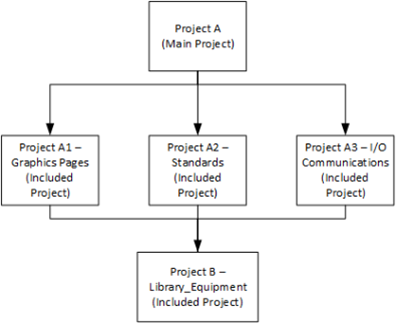 Project A
(Main Project)
Project A1 –
Graphics Pages
(Included
Project)
Project A2 –
Standards
(Included
Project)
Project A3 – I/O
Communications
(Included
Project)
Project B –
Library_Equipment
(Included Project)